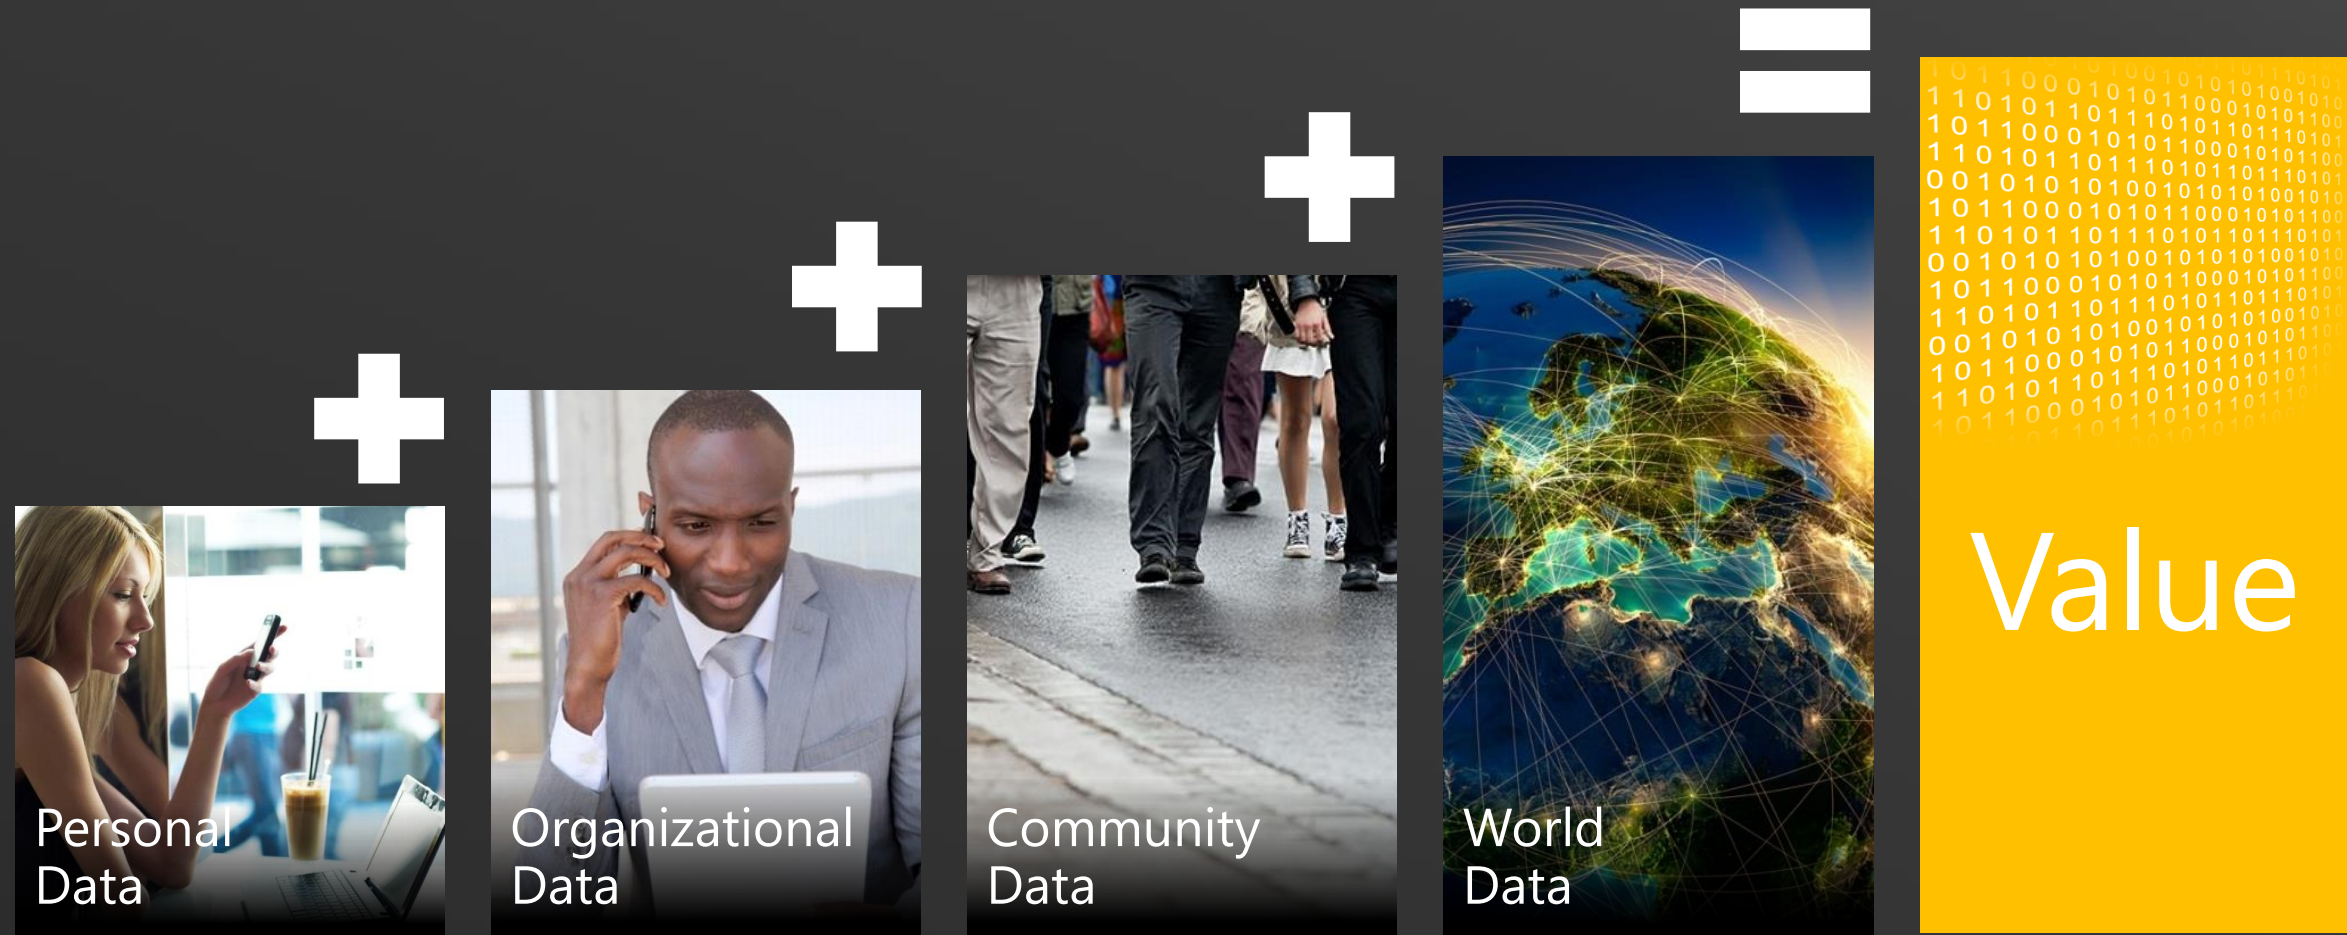 Personal
Data
Organizational
Data
Community
Data
World
Data
Value